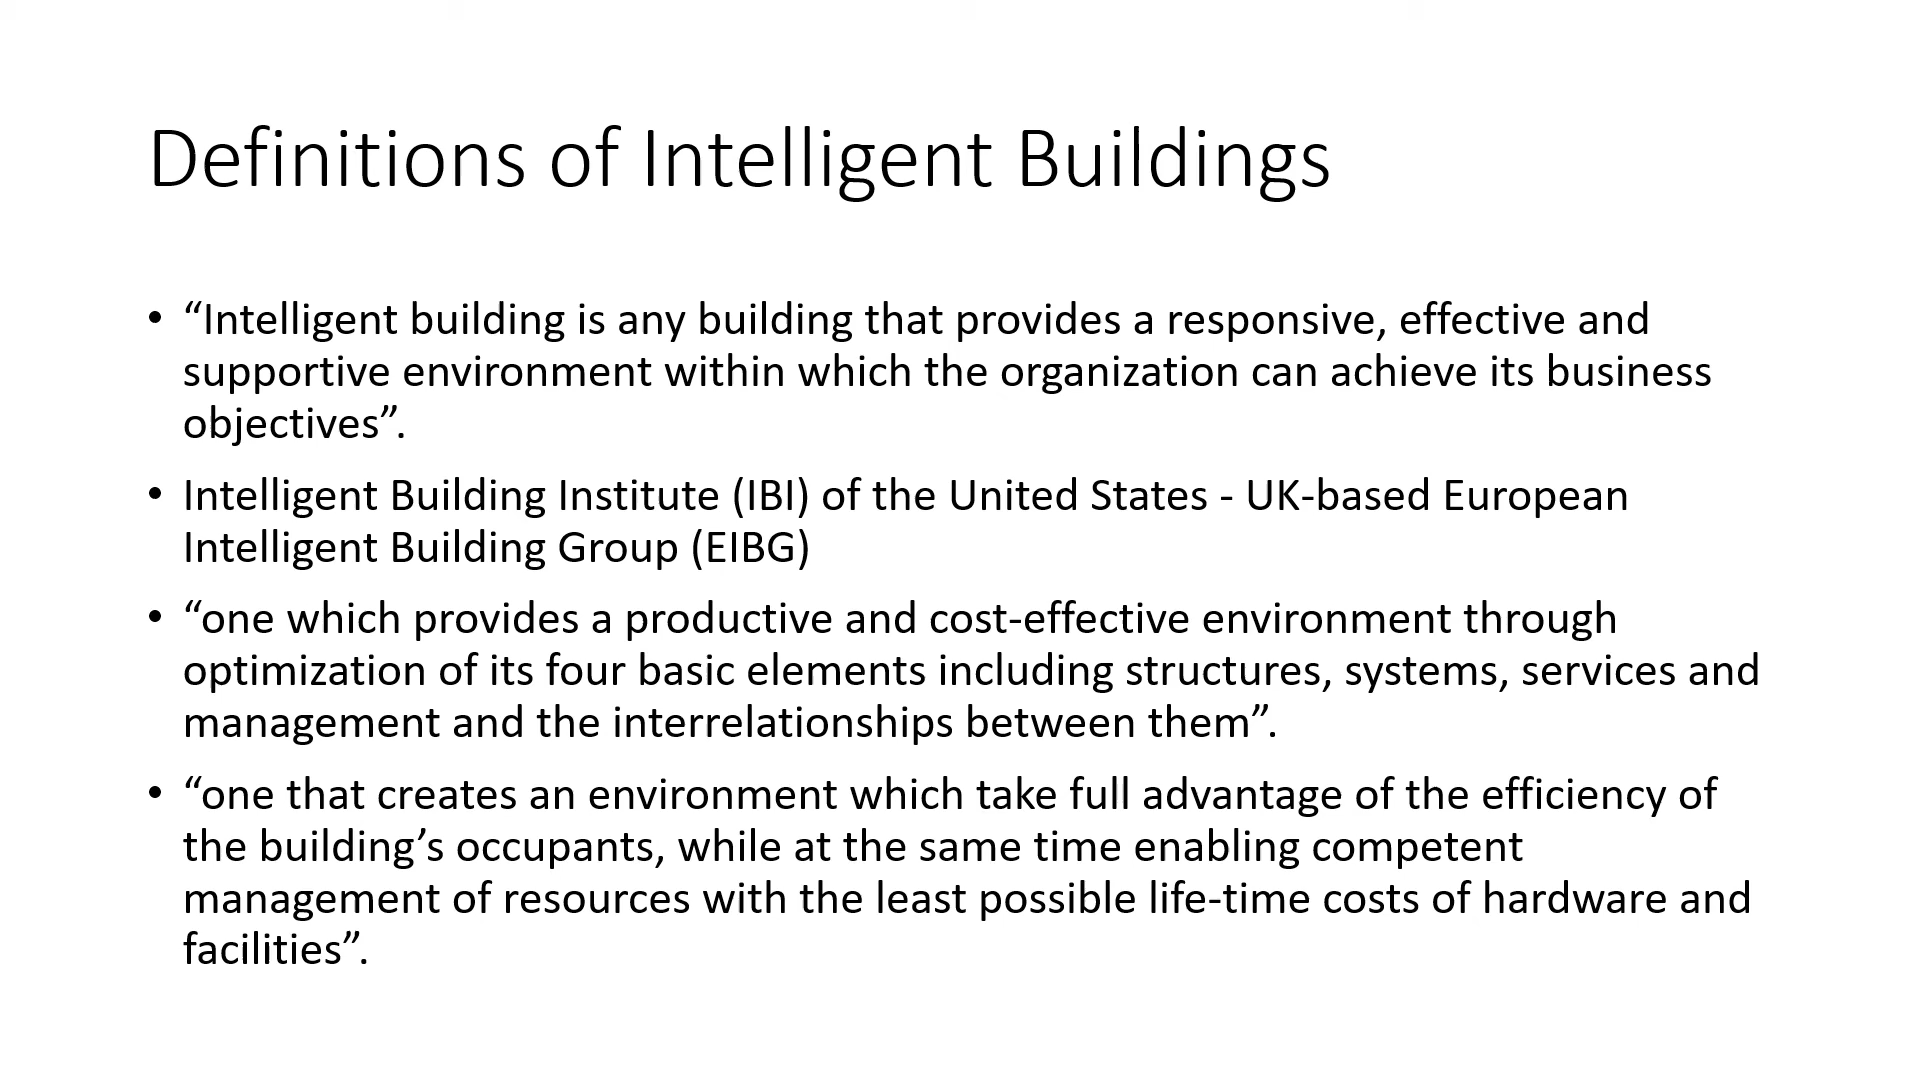 Definitions of Intelligent Buildings
• “Intelligent building is any building that provides a responsive, effective and
supportive environment within which the organization can achieve its business
objectives”.
• Intelligent Building Institute (IBI) of the United States - UK-based European
Intelligent Building Group (EIBG)
• “one which provides a productive and cost-effective environment through
optimization of its four basic elements including structures, systems, services and
management and the interrelationships between them”.
• “one that creates an environment which take full advantage of the efficiency of
the building’s occupants, while at the same time enabling competent
management of resources with the least possible life-time costs of hardware and
facilities”.